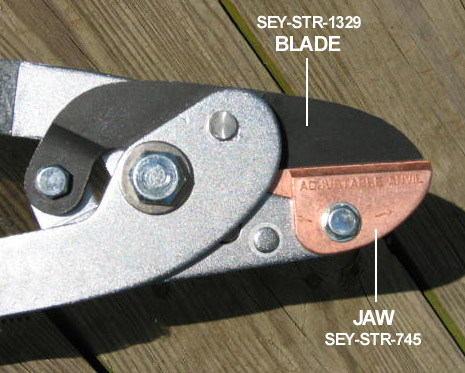 SEY-STR-1329
BLADE
ADJUSTABLE ANVIL
JAW
SEY-STR-745